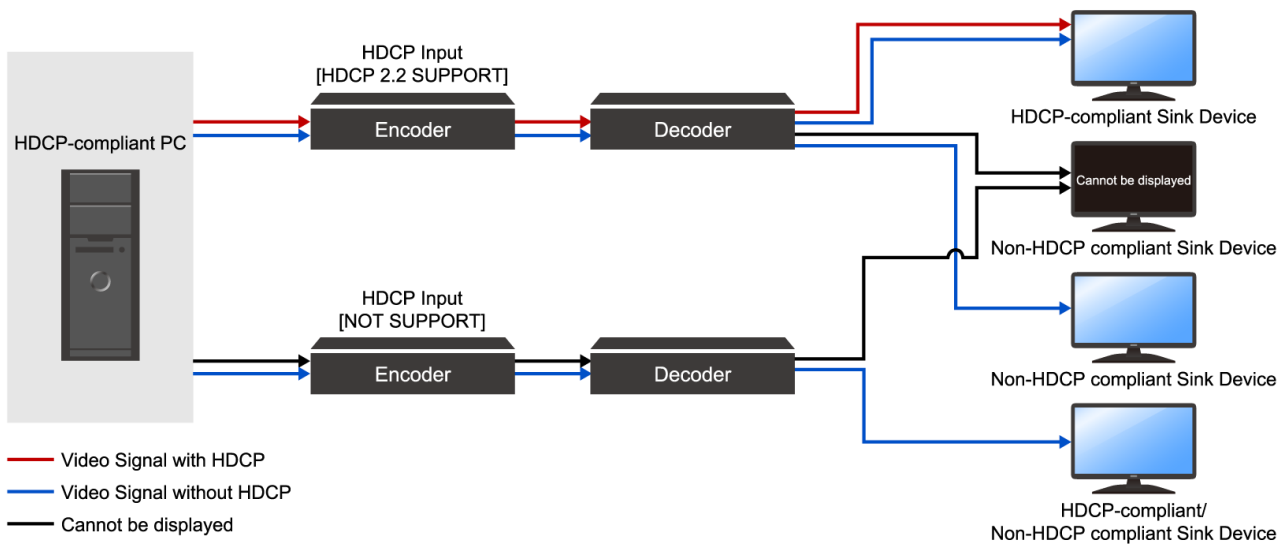 HDCP Input
[HDCP 2.2 SUPPORT]
HDCP-compliant PC
Encoder
Decoder
HDCP-compliant Sink Device
Cannot be displayed
Non-HDCP compliant Sink Device
HDCP Input
[NOT SUPPORT]
Encoder
Decoder
Non-HDCP compliant Sink Device
HDCP-compliant/
Non-HDCP compliant Sink Device
Video Signal with HDCP
Video Signal without HDCP
Cannot be displayed